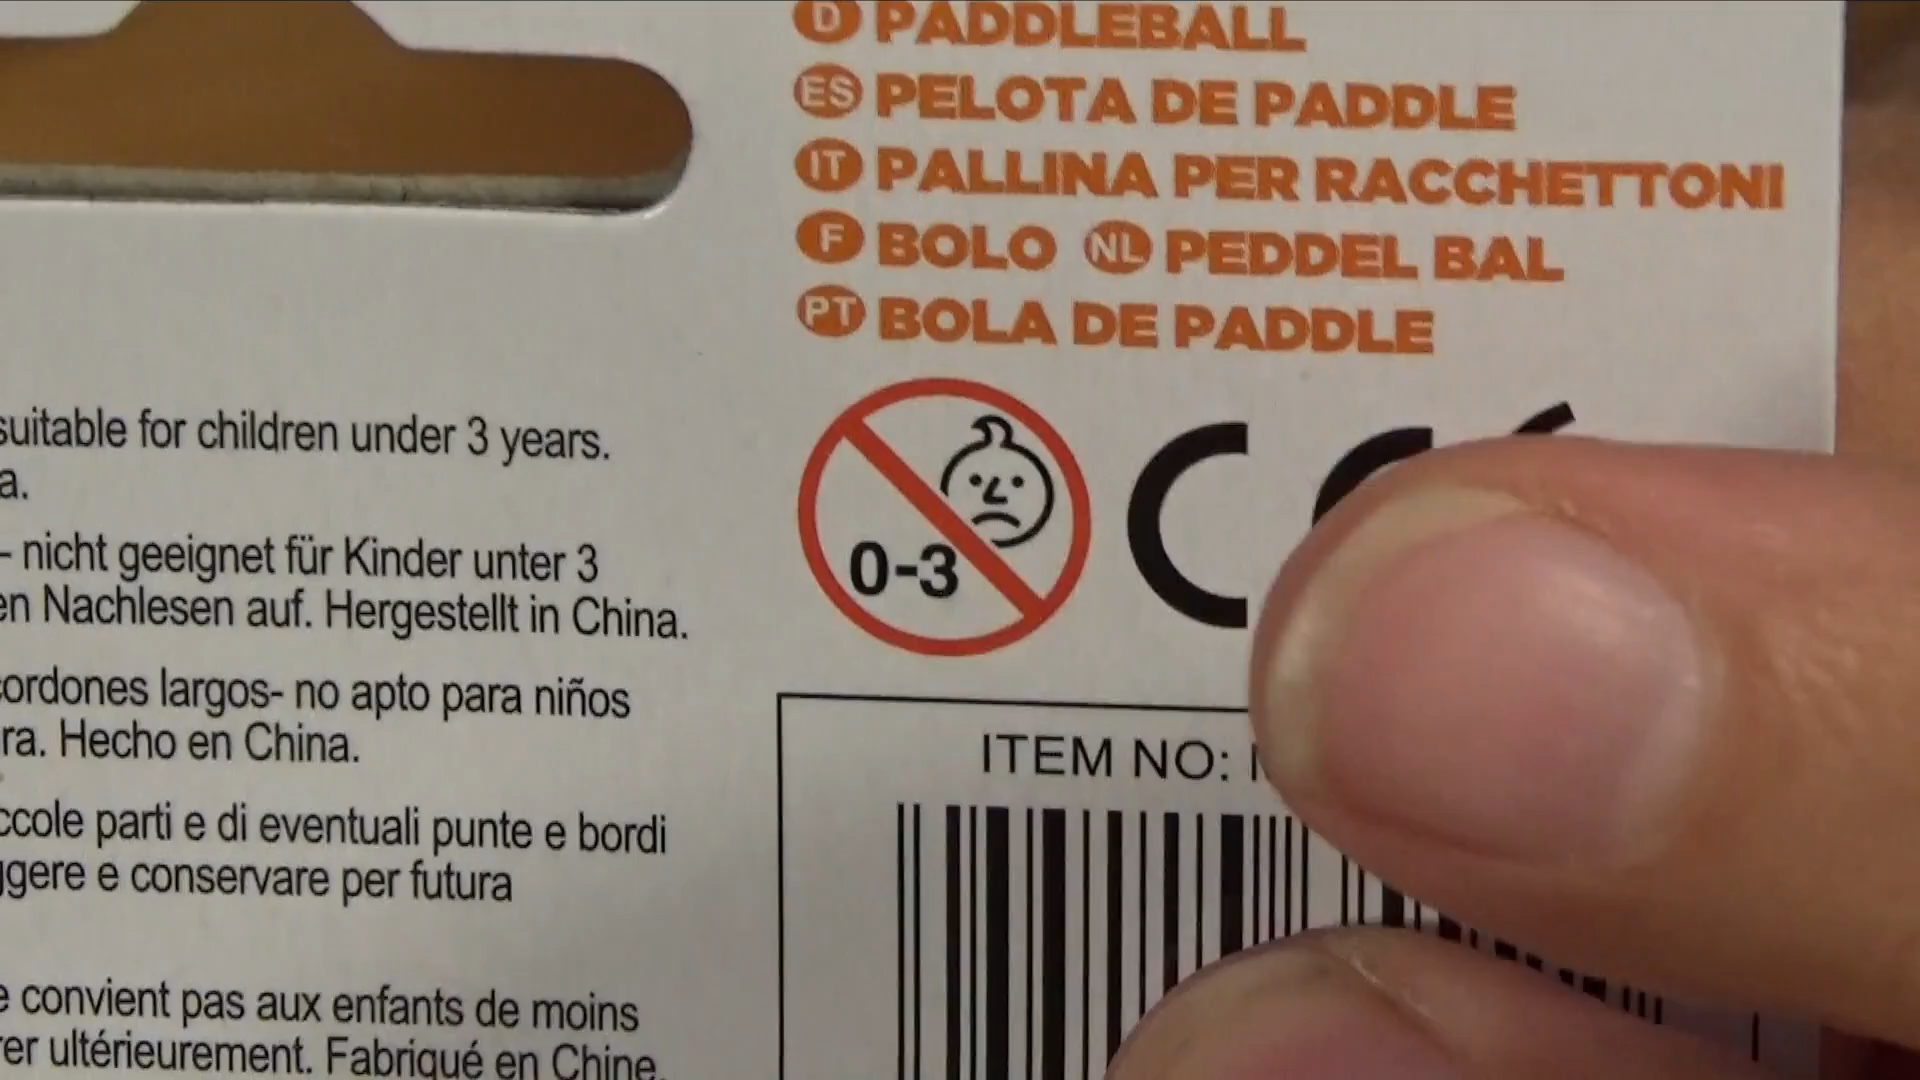 D PADDLEBALL
ES PELOTA DE PADDLE
IT PALLINA PER RACCHETTONI
F BOLO NL PEDDEL BAL
PT BOLA DE PADDLE
suitable for children under 3 years.
a.
- nicht geeignet für Kinder unter 3
en Nachlesen auf. Hergestellt in China.
cordones largos- no apto para niños
ra. Hecho en China.
ccole parti e di eventuali punte e bordi
ggere e conservare per futura
e convient pas aux enfants de moins
rer ultérieurement. Fabriqué en Chine.
0-3
C
ITEM NO: